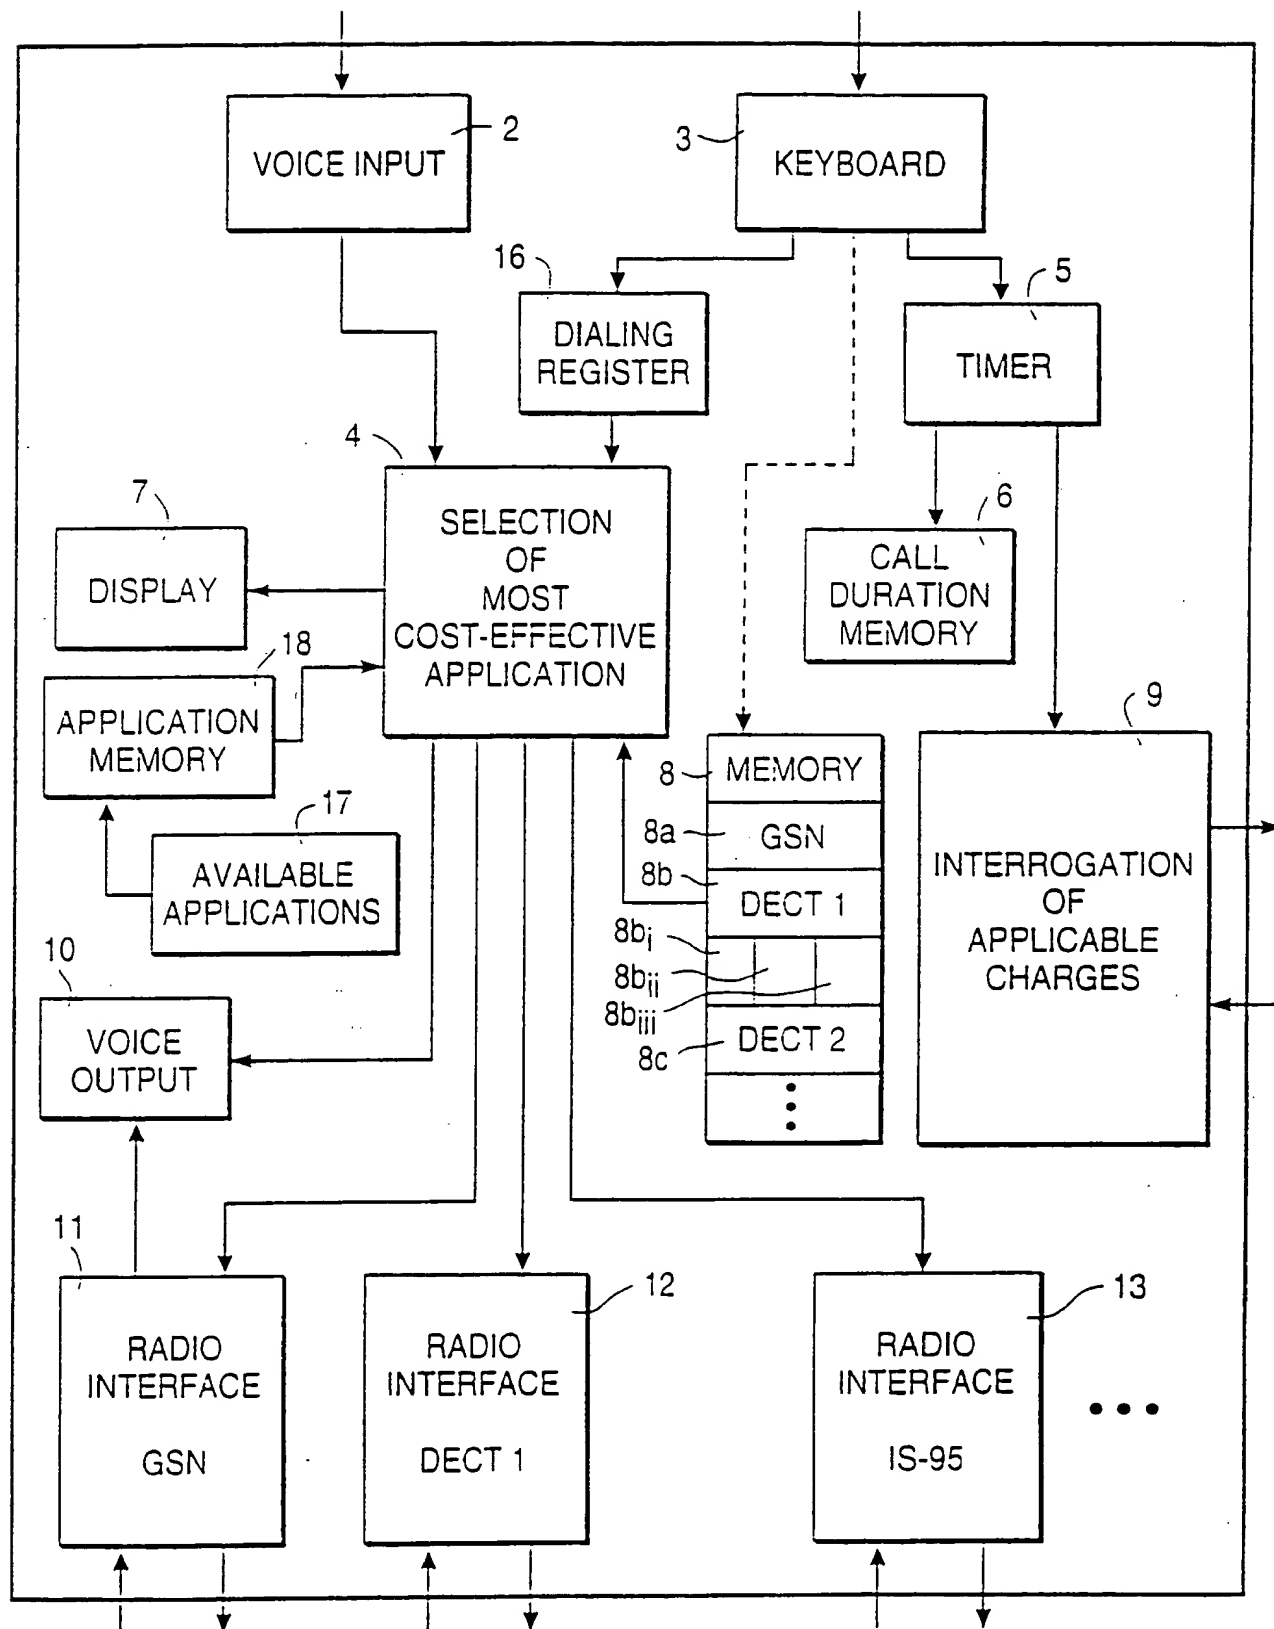 2
VOICE INPUT
3
KEYBOARD
16
DIALING
REGISTER
5
TIMER
4
SELECTION
OF
MOST
COST-EFFECTIVE
APPLICATION
7
DISPLAY
6
CALL
DURATION
MEMORY
18
APPLICATION
MEMORY
17
AVAILABLE
APPLICATIONS
8
MEMORY
8a
GSN
8b
DECT 1
8bi
8bii
8biii
8c
DECT 2
9
INTERROGATION
OF
APPLICABLE
CHARGES
10
VOICE
OUTPUT
11
RADIO
INTERFACE
GSN
12
RADIO
INTERFACE
DECT 1
13
RADIO
INTERFACE
IS-95